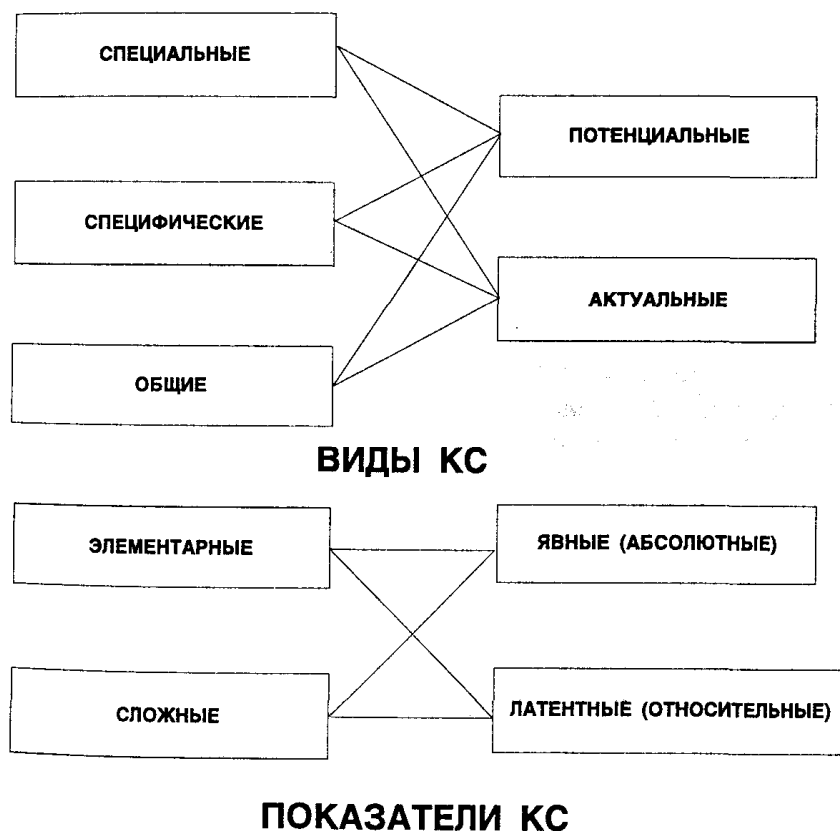 СПЕЦИАЛЬНЫЕ
ПОТЕНЦИАЛЬНЫЕ
СПЕЦИФИЧЕСКИЕ
АКТУАЛЬНЫЕ
ОБЩИЕ
ВИДЫ КС
ЭЛЕМЕНТАРНЫЕ
ЯВНЫЕ (АБСОЛЮТНЫЕ)
СЛОЖНЫЕ
ЛАТЕНТНЫЕ (ОТНОСИТЕЛЬНЫЕ)
ПОКАЗАТЕЛИ КС